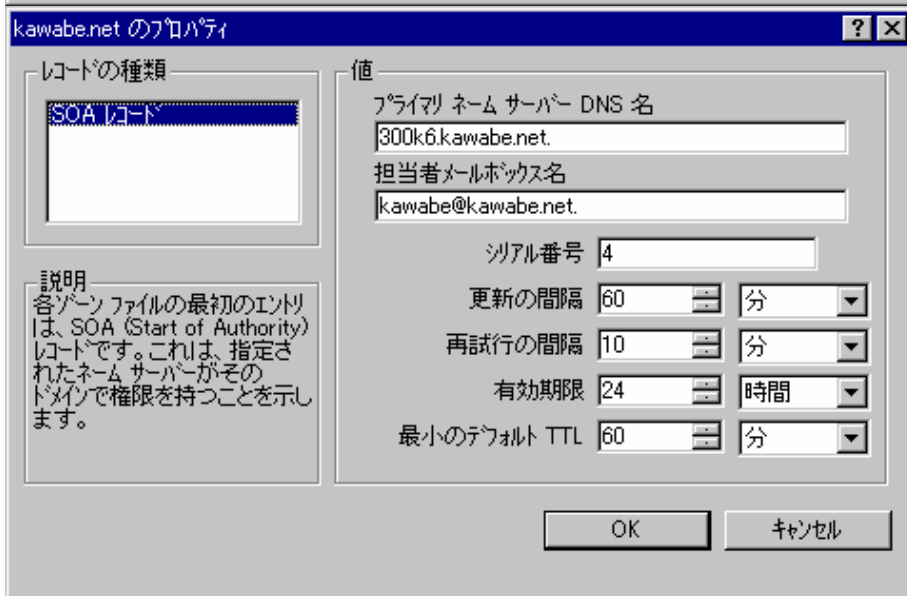 kawabe.net のプロパティ
レコードの種類
SOA レコード
説明
各ゾーン ファイルの最初のエントリ
は、SOA (Start of Authority)
レコードです。これは、指定さ
れたネーム サーバーがその
ドメインで権限を持つことを示し
ます。
値
プライマリ ネーム サーバー DNS 名
300k6.kawabe.net.
担当者メールボックス名
kawabe@kawabe.net.
シリアル番号 4
更新の間隔 60 分
再試行の間隔 10 分
有効期限 24 時間
最小のデフォルト TTL 60 分
OK キャンセル